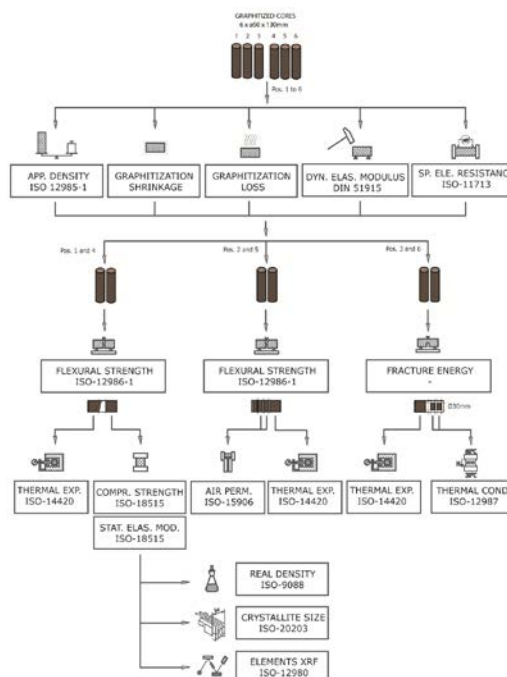 GRAPHITIZED CORES
6 x ø50 x 130mm
1 2 3 4 5 6
Pos. 1 to 6
APP. DENSITY
ISO 12985-1
GRAPHITIZATION
SHRINKAGE
GRAPHITIZATION
LOSS
DYN. ELAS. MODULUS
DIN 51915
SP. ELE. RESISTANC
ISO-11713
Pos. 1 and 4
Pos. 2 and 5
Pos. 3 and 6
FLEXURAL STRENGTH
ISO-12986-1
FLEXURAL STRENGTH
ISO-12986-1
FRACTURE ENERGY
-
Ø30mm
THERMAL EXP.
ISO-14420
COMPR. STRENGTH
ISO-18515
AIR PERM.
ISO-15906
THERMAL EXP.
ISO-14420
THERMAL EXP.
ISO-14420
THERMAL COND
ISO-12987
STAT. ELAS. MOD.
ISO-18515
REAL DENSITY
ISO-9088
CRYSTALLITE SIZE
ISO-20203
ELEMENTS XRF
ISO-12980